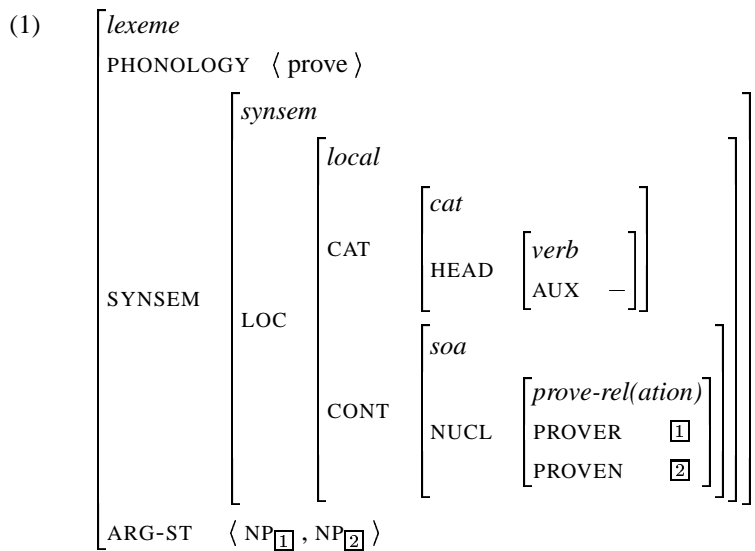 (1)
lexeme
PHONOLOGY ⟨ prove ⟩
synsem
local
cat
CAT
verb
HEAD
AUX −
SYNSEM
LOC
soa
prove-rel(ation)
CONT
NUCL PROVER 1
PROVEN 2
ARG-ST ⟨ NP1 , NP2 ⟩